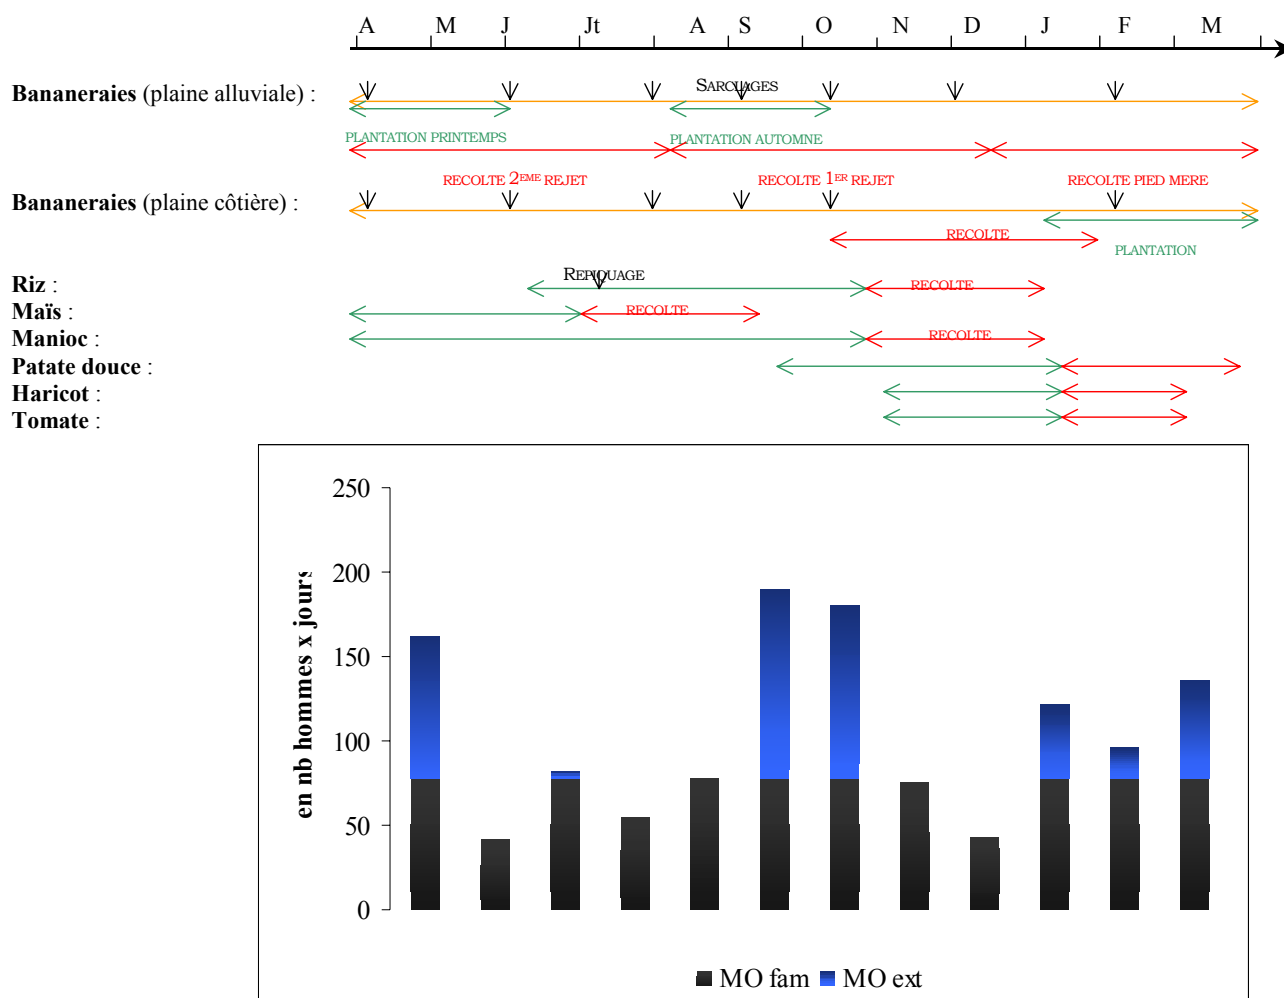 A M J Jt A S O N D J F M
Bananeraies (plaine alluviale) :
SARCLAGES
PLANTATION PRINTEMPS PLANTATION AUTOMNE
RECOLTE 2EME REJET RECOLTE 1ER REJET RECOLTE PIED MERE
Bananeraies (plaine côtière) :
RECOLTE
PLANTATION
Riz : REPIQUAGE RECOLTE
Maïs : RECOLTE
Manioc : RECOLTE
Patate douce :
Haricot :
Tomate :
250
200
150
100
50
0
en nb hommes x jours
MO fam MO ext